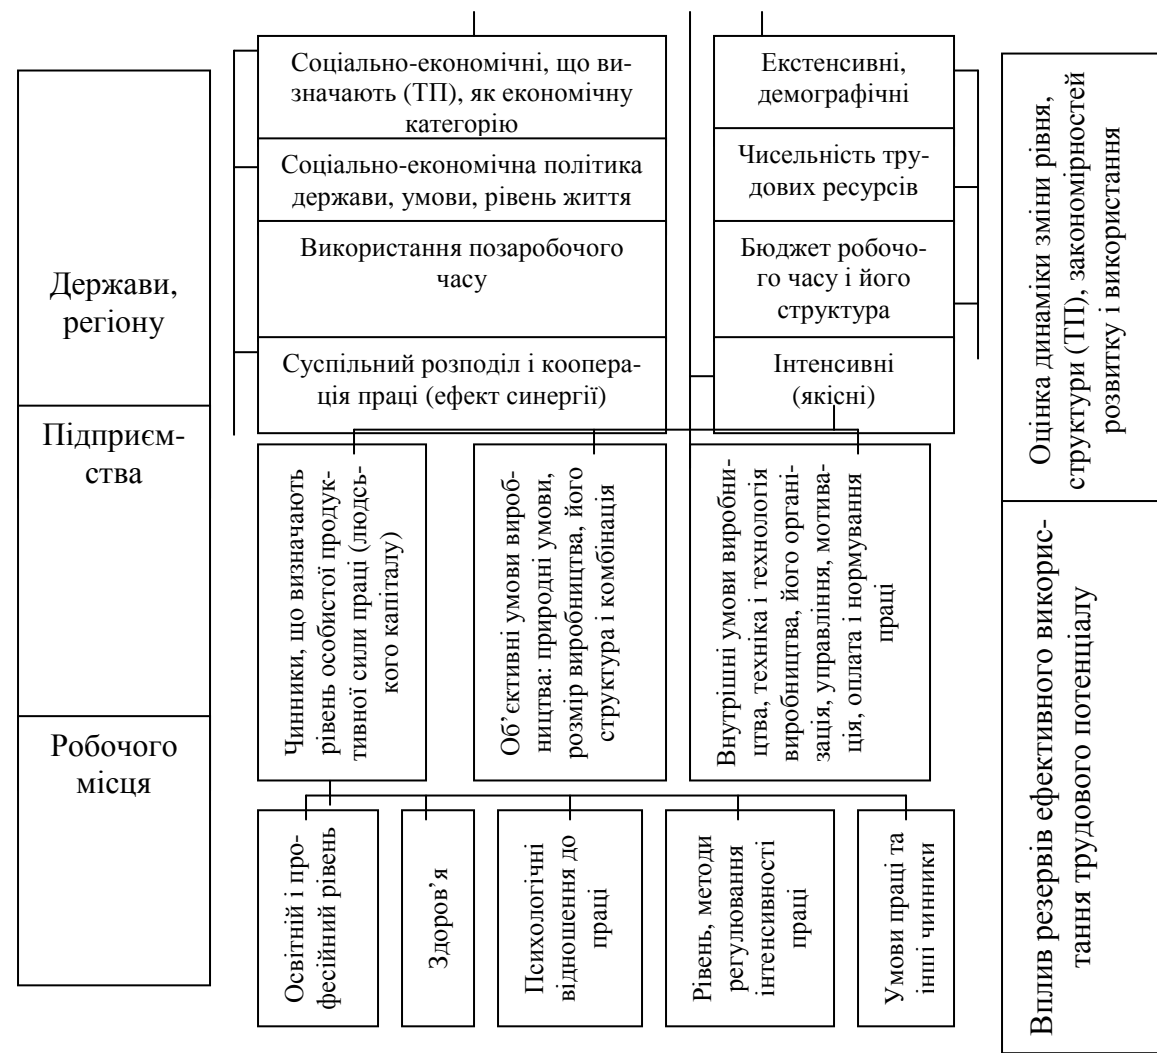 Держави,
регіону
Підприєм-
ства
Робочого
місця
Соціально-економічні, що ви-
значають (ТП), як економічну
категорію
Соціально-економічна політика
держави, умови, рівень життя
Використання позаробочого
часу
Суспільний розподіл і коопера-
ція праці (ефект синергії)
Екстенсивні,
демографічні
Чисельність тру-
дових ресурсів
Бюджет робочо-
го часу і його
структура
Інтенсивні
(якісні)
Чинники, що визначають
рівень особистої продук-
тивної сили праці (людсь-
кого капіталу)
Об’єктивні умови вироб-
ництва: природні умови,
розмір виробництва, його
структура і комбінація
Внутрішні умови виробни-
цтва, техніка і технологія
виробництва, його органі-
зація, управління, мотива-
ція, оплата і нормування
праці
Освітній і про-
фесійний рівень
Здоров’я
Психологічні
відношення до
праці
Рівень, методи
регулювання
інтенсивності
праці
Умови праці та
інші чинники
Оцінка динаміки зміни рівня,
структури (ТП), закономірностей
розвитку і використання
Вплив резервів ефективного викорис-
тання трудового потенціалу